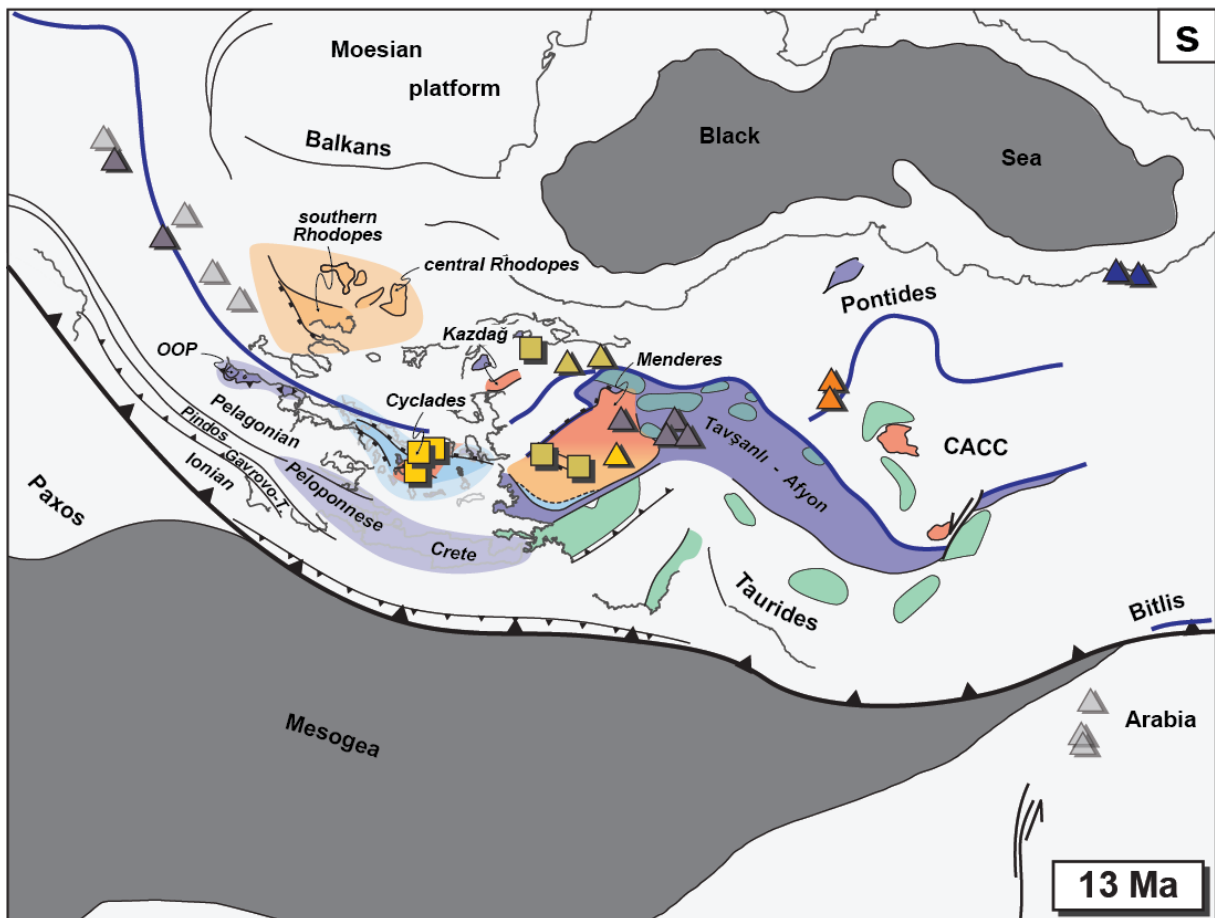 s
Moesian
platform
Balkans
Black
Sea
southern
Rhodopes
central Rhodopes
Pontides
Kazdağ
OOP
Menderes
Cyclades
Pelagonian
Pindos
Gavrovo-T.
Ionian
Peloponnese
Paxos
Crete
Tavşanlı - Afyon
CACC
Taurides
Bitlis
Mesogea
Arabia
13 Ma